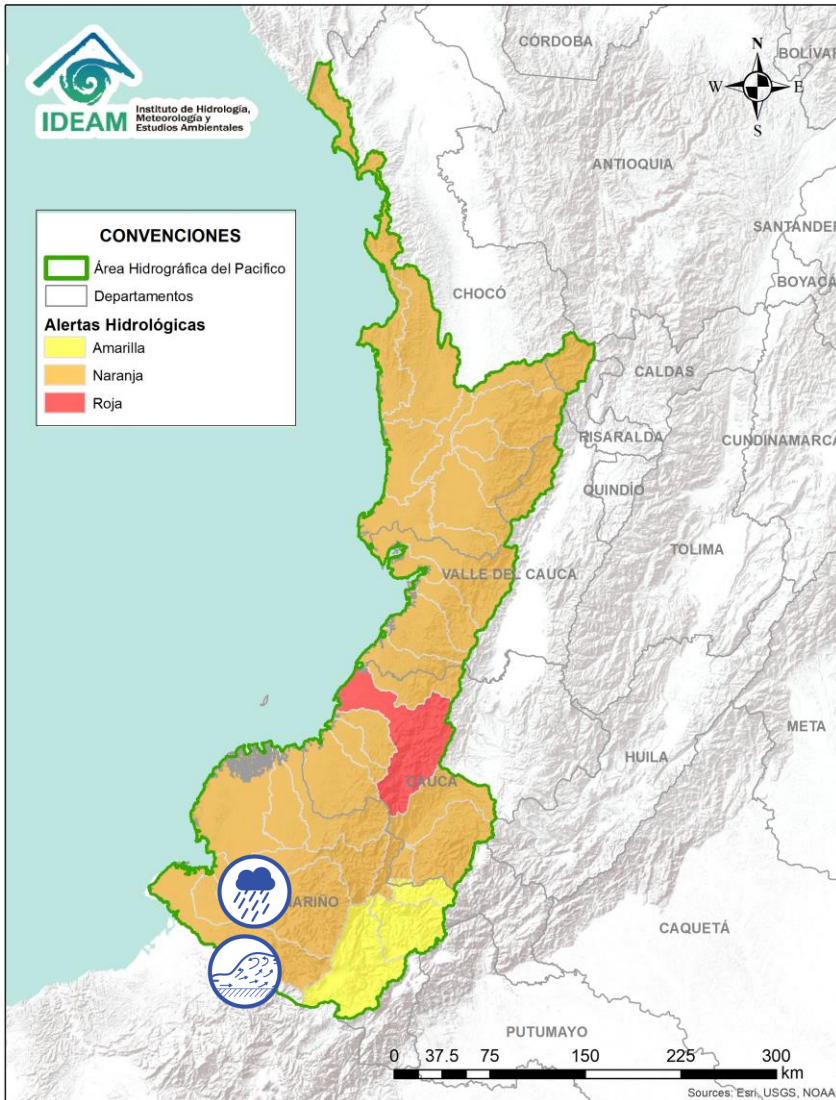 IDEAM
Instituto de Hidrología,
Meteorología y
Estudios Ambientales
CÓRDOBA
BOLÍVAR
N
W
E
S
ANTIOQUIA
SANTANDER
BOYACÁ
CONVENCIONES
Área Hidrográfica del Pacifico
Departamentos
Alertas Hidrológicas
Amarilla
Naranja
Roja
CHOCÓ
CALDAS
RISARALDA
CUNDINAMARCA
QUINDÍO
TOLIMA
VALLE DEL CAUCA
META
HUILA
CAUCA
NARIÑO
CAQUETÁ
PUTUMAYO
0 37.5 75 150 225 300
km
Sources: Esri, USGS, NOAA